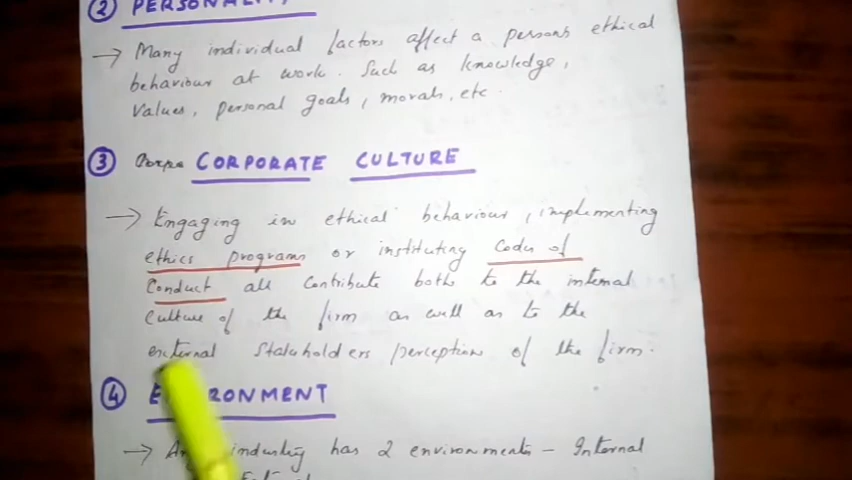 ② PERSONALITY
→ Many individual factors affect a persons ethical
behaviour at work. Such as knowledge,
Values, personal goals, morals, etc.
③ CORPORATE CULTURE
→ Engaging in ethical behaviour, implementing
ethics programs or instituting Codes of
Conduct all contribute both to the internal
Culture of the firm as well as to the
external Stakeholders perception of the firm.
④ E RONMENT
→ industry has 2 environments - Internal